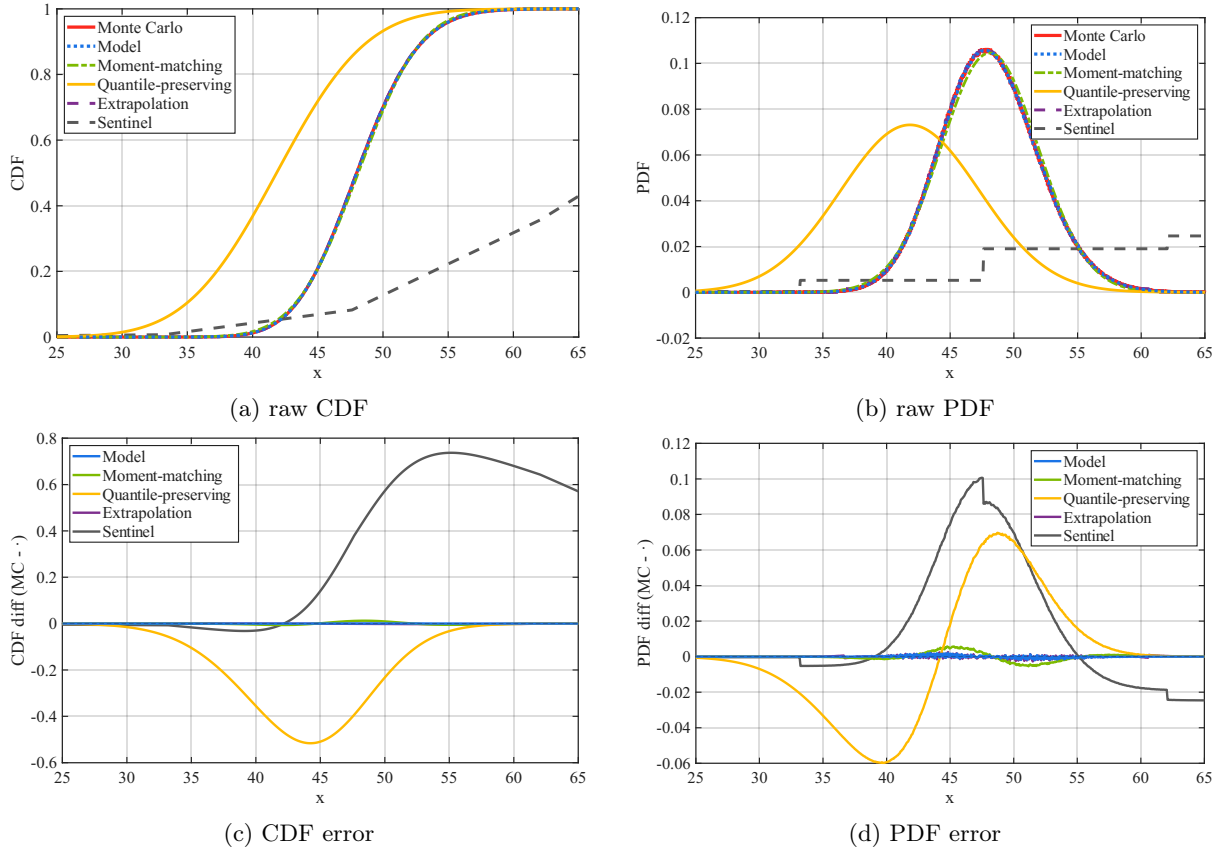 1
0.8
0.6
0.4
0.2
0
CDF
25 30 35 40 45 50 55 60 65
x
Monte Carlo
Model
Moment-matching
Quantile-preserving
Extrapolation
Sentinel
(a) raw CDF
0.12
0.1
0.08
0.06
0.04
0.02
0
-0.02
PDF
25 30 35 40 45 50 55 60 65
x
Monte Carlo
Model
Moment-matching
Quantile-preserving
Extrapolation
Sentinel
(b) raw PDF
0.8
0.6
0.4
0.2
0
-0.2
-0.4
-0.6
CDF diff (MC - ·)
25 30 35 40 45 50 55 60 65
x
Model
Moment-matching
Quantile-preserving
Extrapolation
Sentinel
(c) CDF error
0.12
0.1
0.08
0.06
0.04
0.02
0
-0.02
-0.04
-0.06
PDF diff (MC - ·)
25 30 35 40 45 50 55 60 65
x
Model
Moment-matching
Quantile-preserving
Extrapolation
Sentinel
(d) PDF error